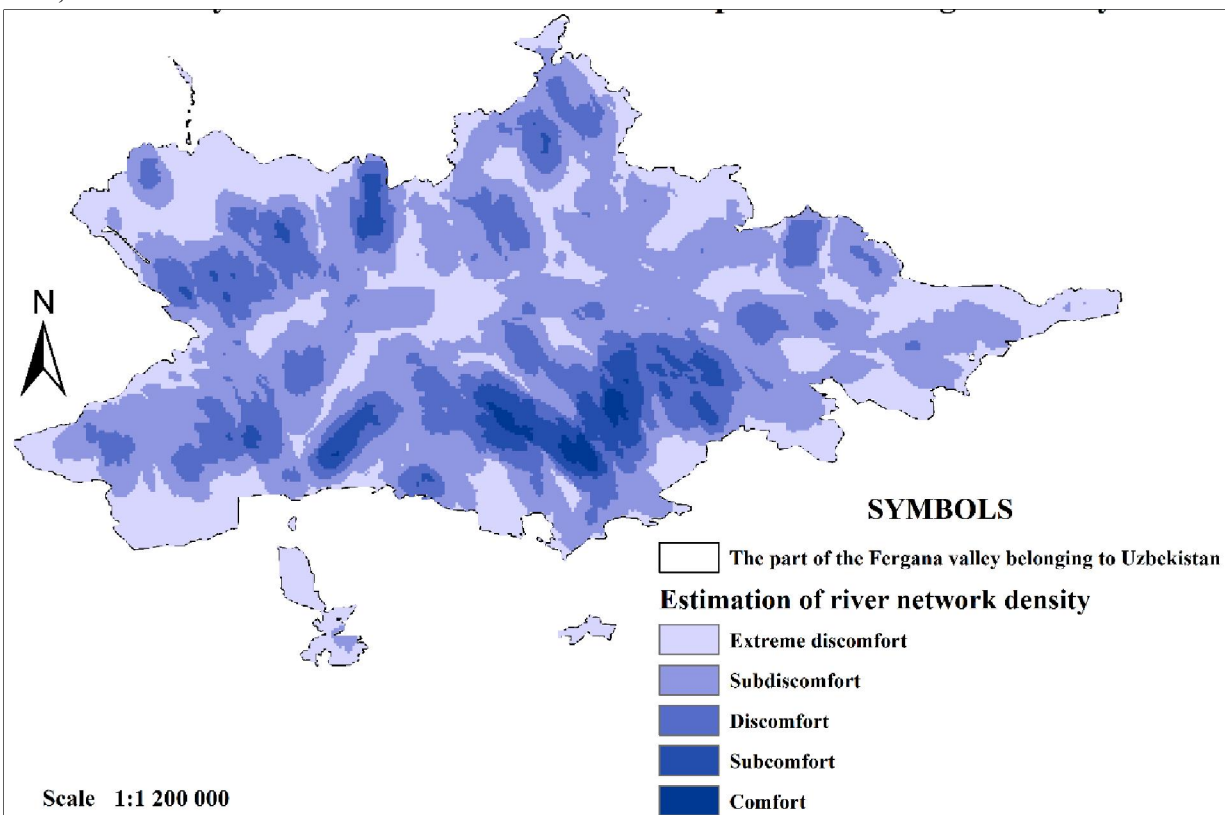 N
SYMBOLS
The part of the Fergana valley belonging to Uzbekistan
Estimation of river network density
Extreme discomfort
Subdiscomfort
Discomfort
Subcomfort
Comfort
Scale 1:1 200 000